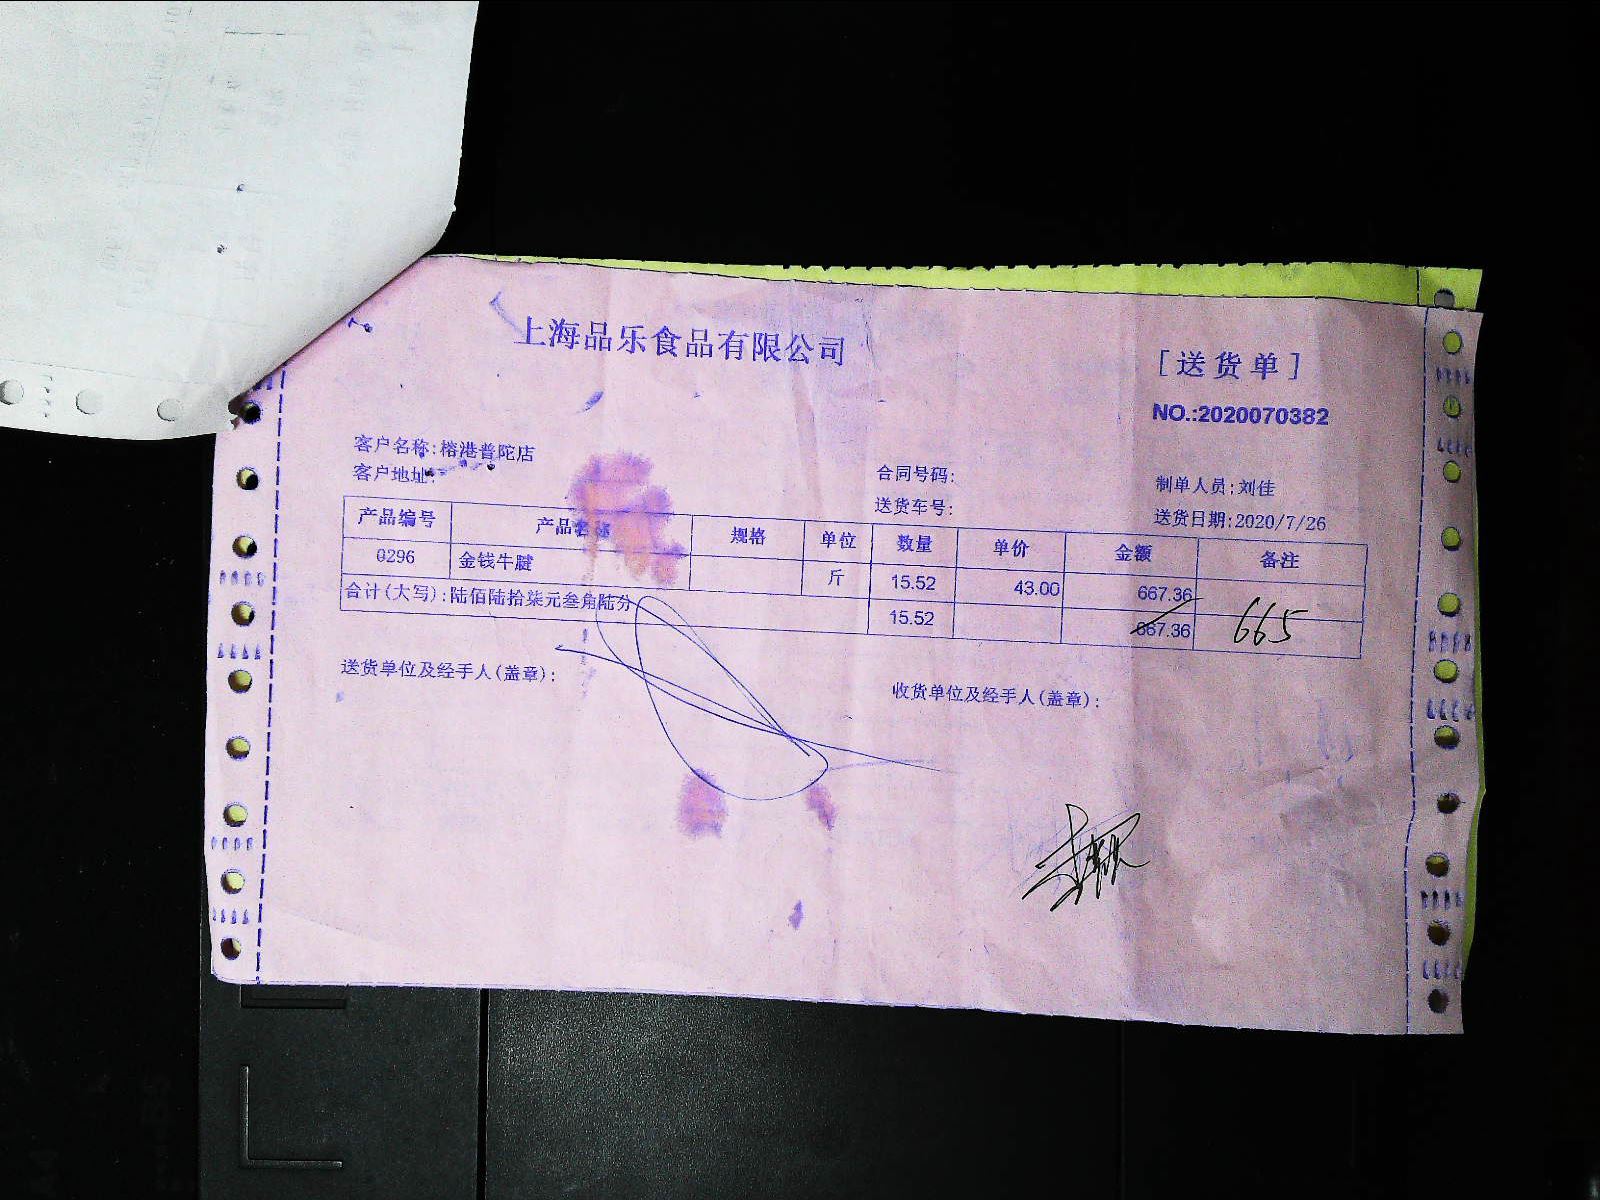 上海品乐食品有限公司
[送货单]
NO.:2020070382
客户名称:榕港普陀店
客户地址:
合同号码:
制单人员:刘佳
送货车号:
送货日期:2020/7/26
产品编号 产品名称 规格 单位 数量 单价 金额 备注
0296 金钱牛腱 斤 15.52 43.00 667.36
合计(大写):陆佰陆拾柒元叁角陆分 15.52 667.36 665
送货单位及经手人(盖章):
收货单位及经手人(盖章):